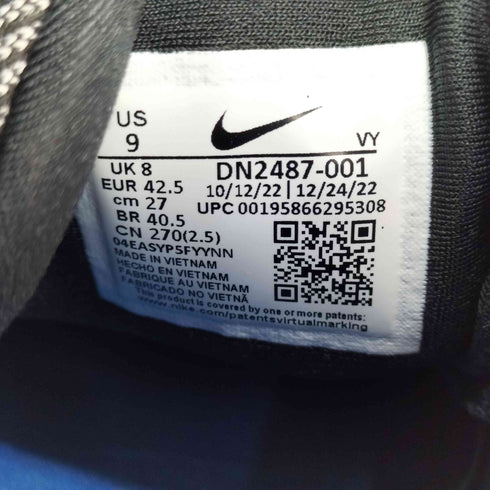 US
9
VY
UK 8
EUR 42.5
cm 27
BR 40.5
CN 270(2.5)
04EASYP5FYYNN
MADE IN VIETNAM
HECHO EN VIETNAM
FABRIQUE AU VIETNAM
FABRICADO NO VIETNÃ
DN2487-001
10/12/22 | 12/24/22
UPC 00195866295308
This product is covered by one or more patents:
www.nike.com/patentsvirtualmarking